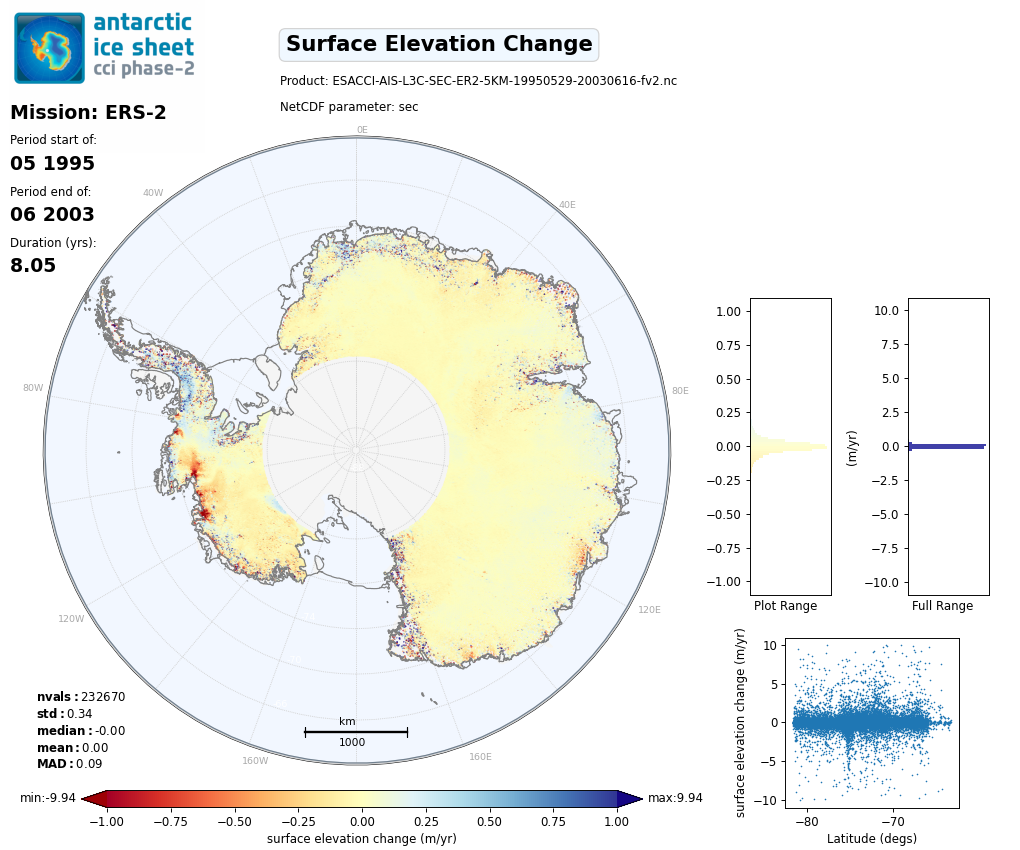 antarctic
ice sheet
cci phase-2
Surface Elevation Change
Product: ESACCI-AIS-L3C-SEC-ER2-5KM-19950529-20030616-fv2.nc
NetCDF parameter: sec
Mission: ERS-2
Period start of:
05 1995
Period end of:
06 2003
Duration (yrs):
8.05
0E
40W
40E
80W
80E
120W
120E
160W
160E
km
1000
nvals:232670
std:0.34
median:-0.00
mean:0.00
MAD:0.09
min:-9.94
max:9.94
−1.00 −0.75 −0.50 −0.25 0.00 0.25 0.50 0.75 1.00
surface elevation change (m/yr)
1.00
0.75
0.50
0.25
0.00
−0.25
−0.50
−0.75
−1.00
Plot Range
(m/yr)
10.0
7.5
5.0
2.5
0.0
−2.5
−5.0
−7.5
−10.0
Full Range
surface elevation change (m/yr)
10
5
0
−5
−10
−80 −70
Latitude (degs)